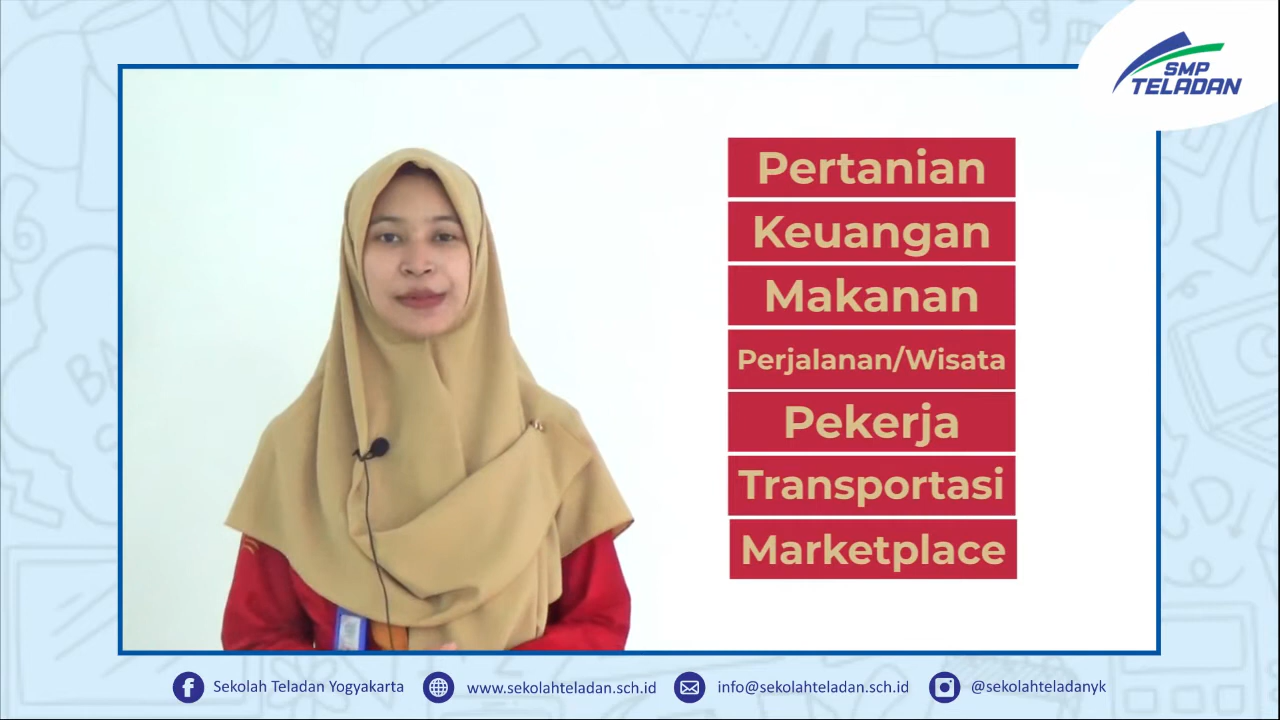 SMP
TELADAN
Pertanian
Keuangan
Makanan
Perjalanan/Wisata
Pekerja
Transportasi
Marketplace
Sekolah Teladan Yogyakarta
www.sekolahteladan.sch.id
info@sekolahteladan.sch.id
@sekolahteladanyk